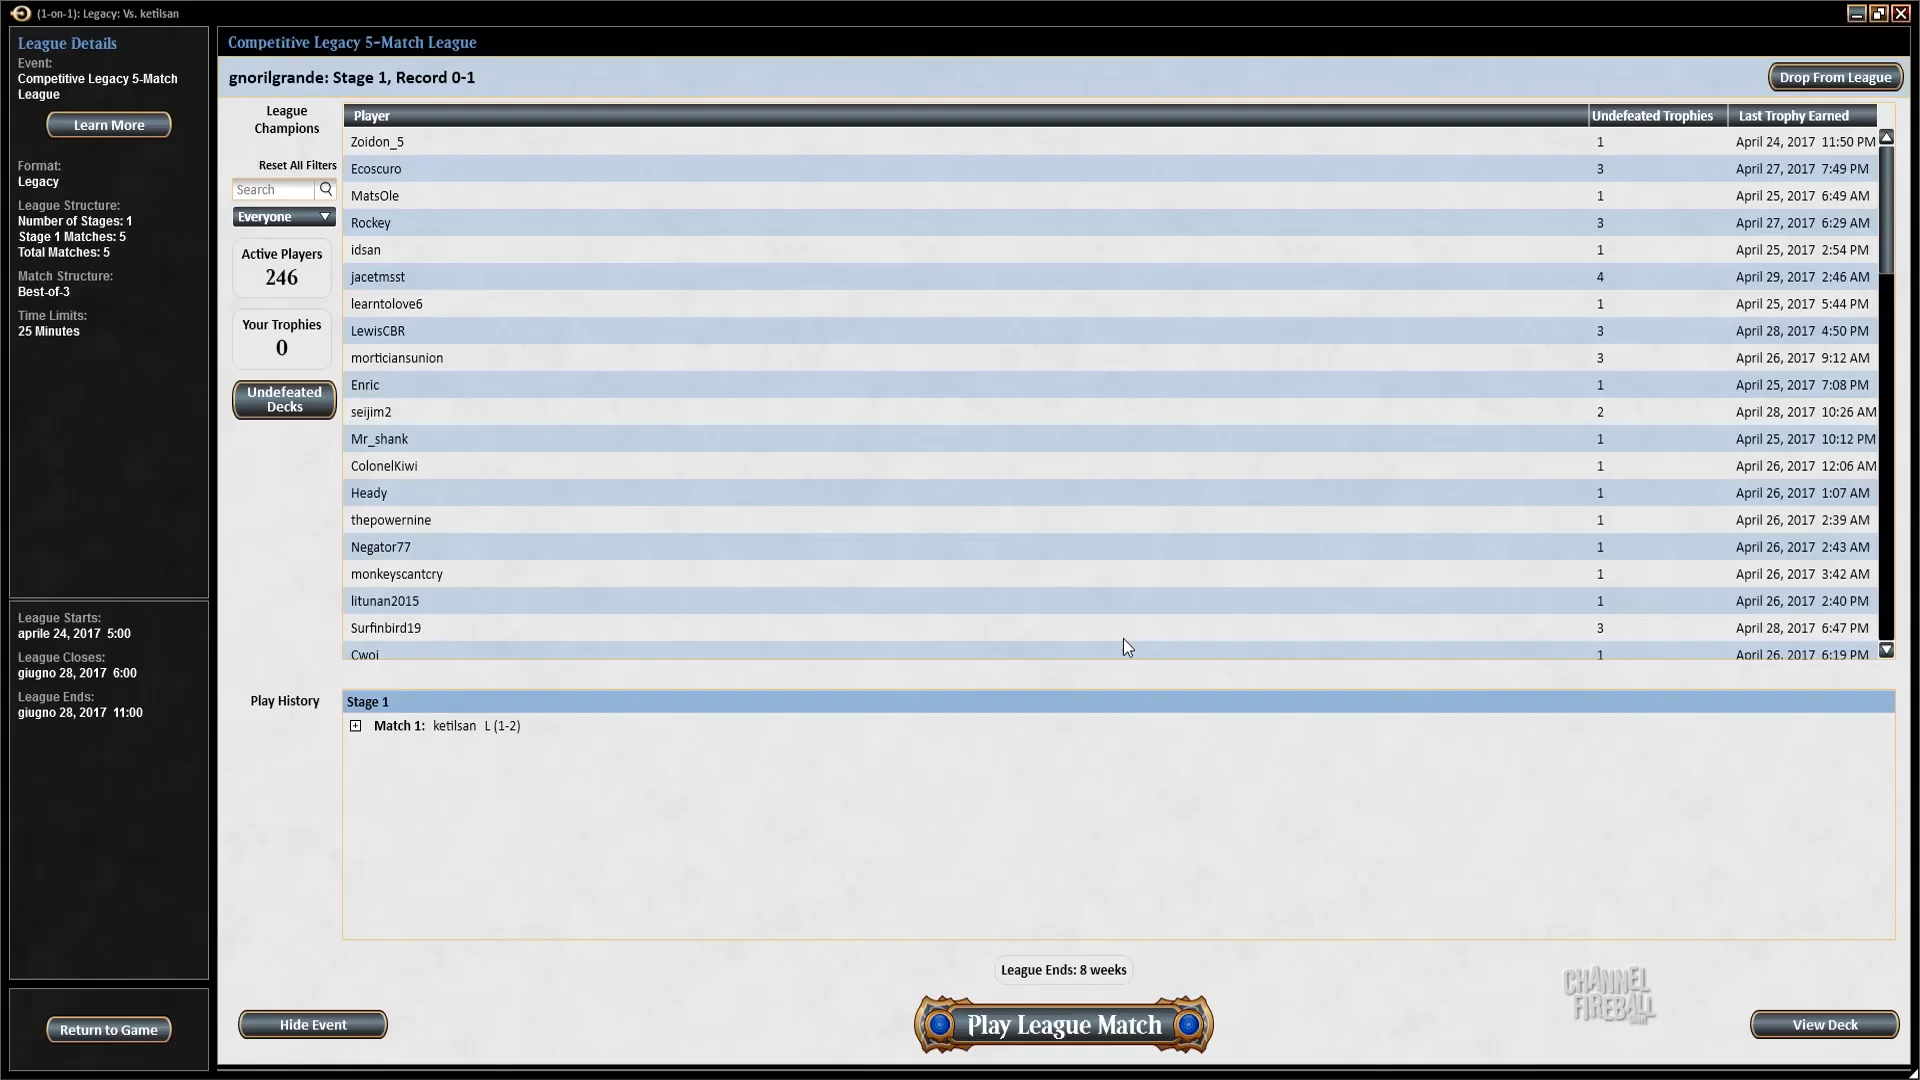 (1-on-1): Legacy: Vs. ketilsan
League Details
Event:
Competitive Legacy 5-Match
League
Learn More
Format:
Legacy
League Structure:
Number of Stages: 1
Stage 1 Matches: 5
Total Matches: 5
Match Structure:
Best-of-3
Time Limits:
25 Minutes
League Starts:
aprile 24, 2017 5:00
League Closes:
giugno 28, 2017 6:00
League Ends:
giugno 28, 2017 11:00
Return to Game
Competitive Legacy 5-Match League
gnorilgrande: Stage 1, Record 0-1
Drop From League
League
Champions
Reset All Filters
Search
Everyone
Active Players
246
Your Trophies
0
Undefeated
Decks
Player Undefeated Trophies Last Trophy Earned
Zoidon_5 1 April 24, 2017 11:50 PM
Ecoscuro 3 April 27, 2017 7:49 PM
MatsOle 1 April 25, 2017 6:49 AM
Rockey 3 April 27, 2017 6:29 AM
idsan 1 April 25, 2017 2:54 PM
jacetmsst 4 April 29, 2017 2:46 AM
learntolove6 1 April 25, 2017 5:44 PM
LewisCBR 3 April 28, 2017 4:50 PM
morticiansunion 3 April 26, 2017 9:12 AM
Enric 1 April 25, 2017 7:08 PM
seijim2 2 April 28, 2017 10:26 AM
Mr_shank 1 April 25, 2017 10:12 PM
ColonelKiwi 1 April 26, 2017 12:06 AM
Heady 1 April 26, 2017 1:07 AM
thepowernine 1 April 26, 2017 2:39 AM
Negator77 1 April 26, 2017 2:43 AM
monkeyscantcry 1 April 26, 2017 3:42 AM
litunan2015 1 April 26, 2017 2:40 PM
Surfinbird19 3 April 28, 2017 6:47 PM
Cwoi 1 April 26, 2017 6:19 PM
Play History
Stage 1
Match 1: ketilsan L (1-2)
League Ends: 8 weeks
Hide Event
Play League Match
CHANNEL
FIREBALL
View Deck